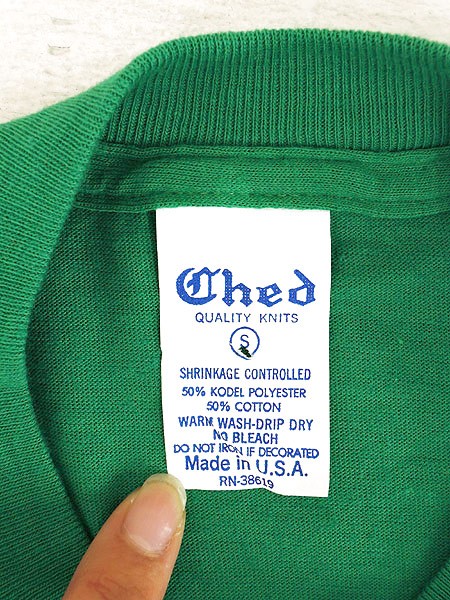 Ched
QUALITY KNITS
S
SHRINKAGE CONTROLLED
50% KODEL POLYESTER
50% COTTON
WARM WASH-DRIP DRY
NO BLEACH
DO NOT IRON IF DECORATED
Made in U.S.A.
RN-38619